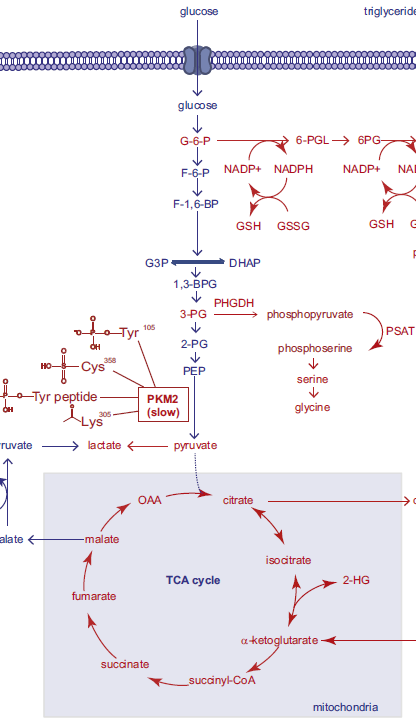 glucose
triglyceride
glucose
G-6-P
6-PGL
6PG
F-6-P
NADP+
NADPH
NADP+
NA
F-1,6-BP
GSH
GSSG
GSH
G
G3P
DHAP
1,3-BPG
PHGDH
3-PG
phosphopyruvate
PSAT
Tyr 105
2-PG
phosphoserine
Cys 358
PEP
serine
Tyr peptide
PKM2
(slow)
glycine
Lys 305
ruvate
lactate
pyruvate
OAA
citrate
c
alate
malate
isocitrate
TCA cycle
2-HG
fumarate
α-ketoglutarate
succinate
succinyl-CoA
mitochondria